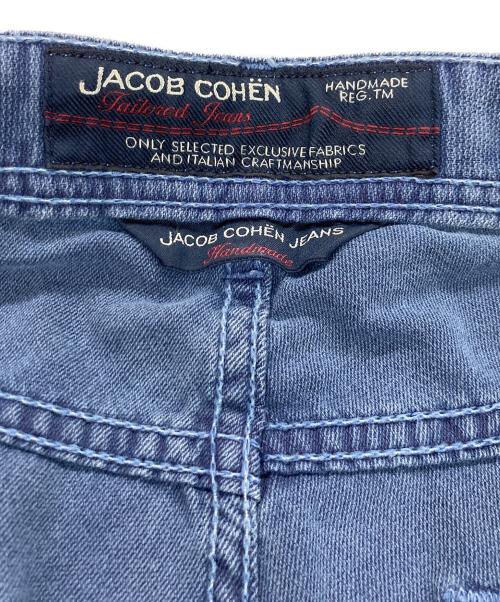 JACOB COHËN
Tailored Jeans
HANDMADE
REG.TM
ONLY SELECTED EXCLUSIVE FABRICS
AND ITALIAN CRAFTMANSHIP
JACOB COHËN JEANS
Handmade